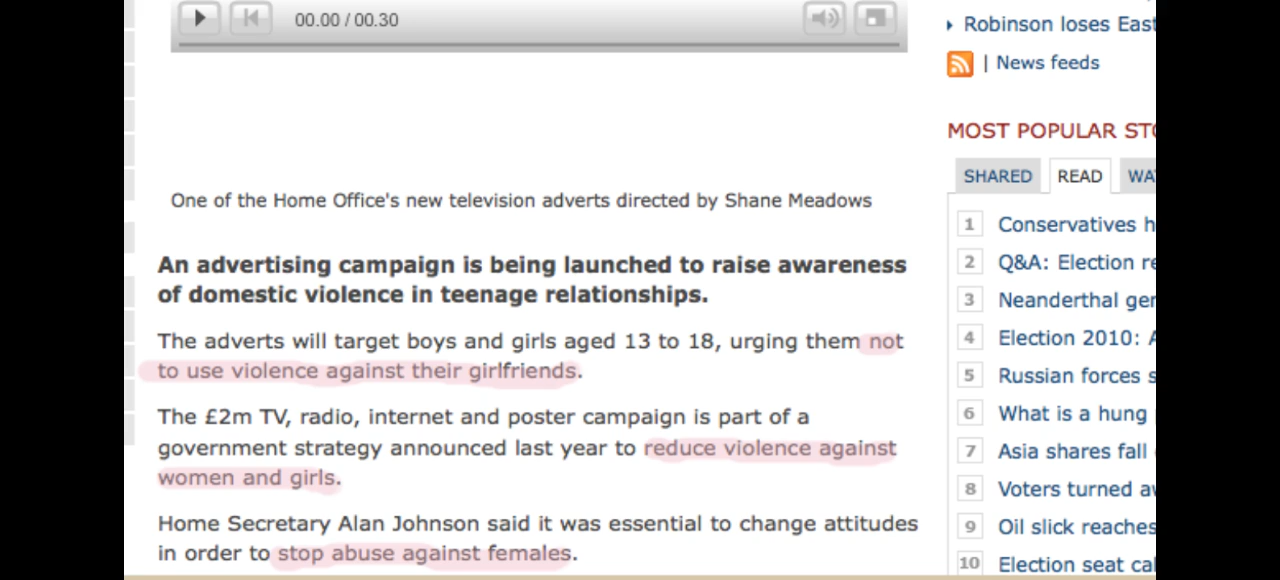 00.00 / 00.30
One of the Home Office's new television adverts directed by Shane Meadows
An advertising campaign is being launched to raise awareness
of domestic violence in teenage relationships.
The adverts will target boys and girls aged 13 to 18, urging them not
to use violence against their girlfriends.
The £2m TV, radio, internet and poster campaign is part of a
government strategy announced last year to reduce violence against
women and girls.
Home Secretary Alan Johnson said it was essential to change attitudes
in order to stop abuse against females.
Robinson loses East
| News feeds
MOST POPULAR STO
SHARED READ WA
1 Conservatives h
2 Q&A: Election re
3 Neanderthal gen
4 Election 2010: A
5 Russian forces s
6 What is a hung
7 Asia shares fall
8 Voters turned aw
9 Oil slick reaches
10 Election seat cal